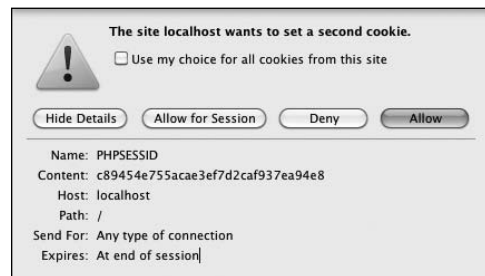 The site localhost wants to set a second cookie.
Use my choice for all cookies from this site
Hide Details Allow for Session Deny Allow
Name: PHPSESSID
Content: c89454e755acae3ef7d2caf937ea94e8
Host: localhost
Path: /
Send For: Any type of connection
Expires: At end of session